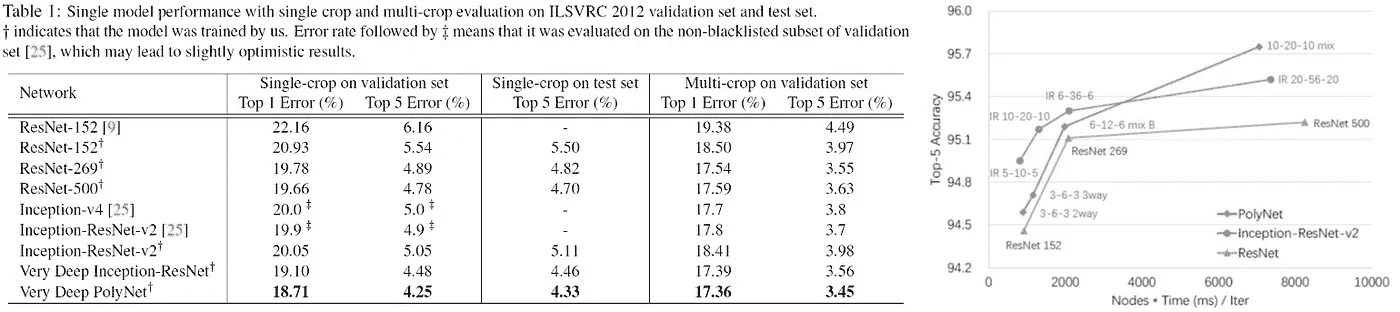 Table 1: Single model performance with single crop and multi-crop evaluation on ILSVRC 2012 validation set and test set.
† indicates that the model was trained by us. Error rate followed by ‡ means that it was evaluated on the non-blacklisted subset of validation
set [25], which may lead to slightly optimistic results.
Network Single-crop on validation set Single-crop on test set Multi-crop on validation set
Top 1 Error (%) Top 5 Error (%) Top 5 Error (%) Top 1 Error (%) Top 5 Error (%)
ResNet-152 [9] 22.16 6.16 - 19.38 4.49
ResNet-152† 20.93 5.54 5.50 18.50 3.97
ResNet-269† 19.78 4.89 4.82 17.54 3.55
ResNet-500† 19.66 4.78 4.70 17.59 3.63
Inception-v4 [25] 20.0 ‡ 5.0 ‡ - 17.7 3.8
Inception-ResNet-v2 [25] 19.9 ‡ 4.9 ‡ - 17.8 3.7
Inception-ResNet-v2† 20.05 5.05 5.11 18.41 3.98
Very Deep Inception-ResNet† 19.10 4.48 4.46 17.39 3.56
Very Deep PolyNet† 18.71 4.25 4.33 17.36 3.45
Top-5 Accuracy
96.0
95.7
95.4
95.1
94.8
94.5
94.2
10-20-10 mix
IR 20-56-20
IR 6-36-6
IR 10-20-10
6-12-6 mix B
ResNet 500
ResNet 269
IR 5-10-5
3-6-3 3way
3-6-3 2way
ResNet 152
PolyNet
Inception-ResNet-v2
ResNet
0 2000 4000 6000 8000 10000
Nodes * Time (ms) / Iter